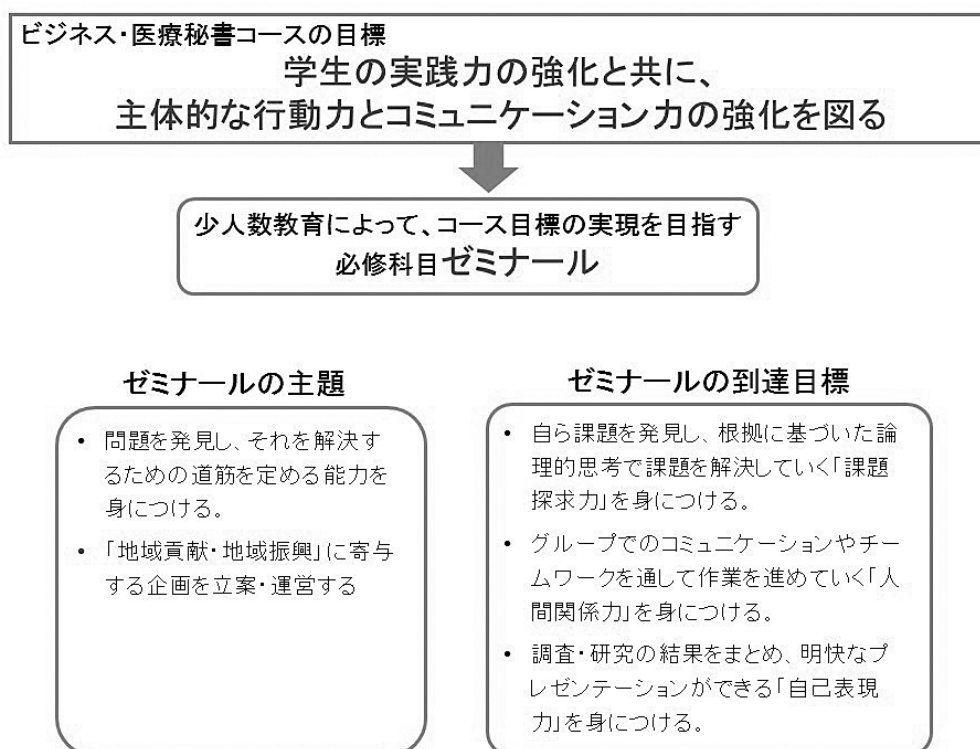 ビジネス・医療秘書コースの目標
学生の実践力の強化と共に、
主体的な行動力とコミュニケーション力の強化を図る
少人数教育によって、コース目標の実現を目指す
必修科目ゼミナール
ゼミナールの主題
• 問題を発見し、それを解決す
るための道筋を定める能力を
身につける。
• 「地域貢献・地域振興」に寄与
する企画を立案・運営する
ゼミナールの到達目標
• 自ら課題を発見し、根拠に基づいた論
理的思考で課題を解決していく「課題
探求力」を身につける。
• グループでのコミュニケーションやチー
ムワークを通して作業を進めていく「人
間関係力」を身につける。
• 調査・研究の結果をまとめ、明快なプ
レゼンテーションができる「自己表現
力」を身につける。